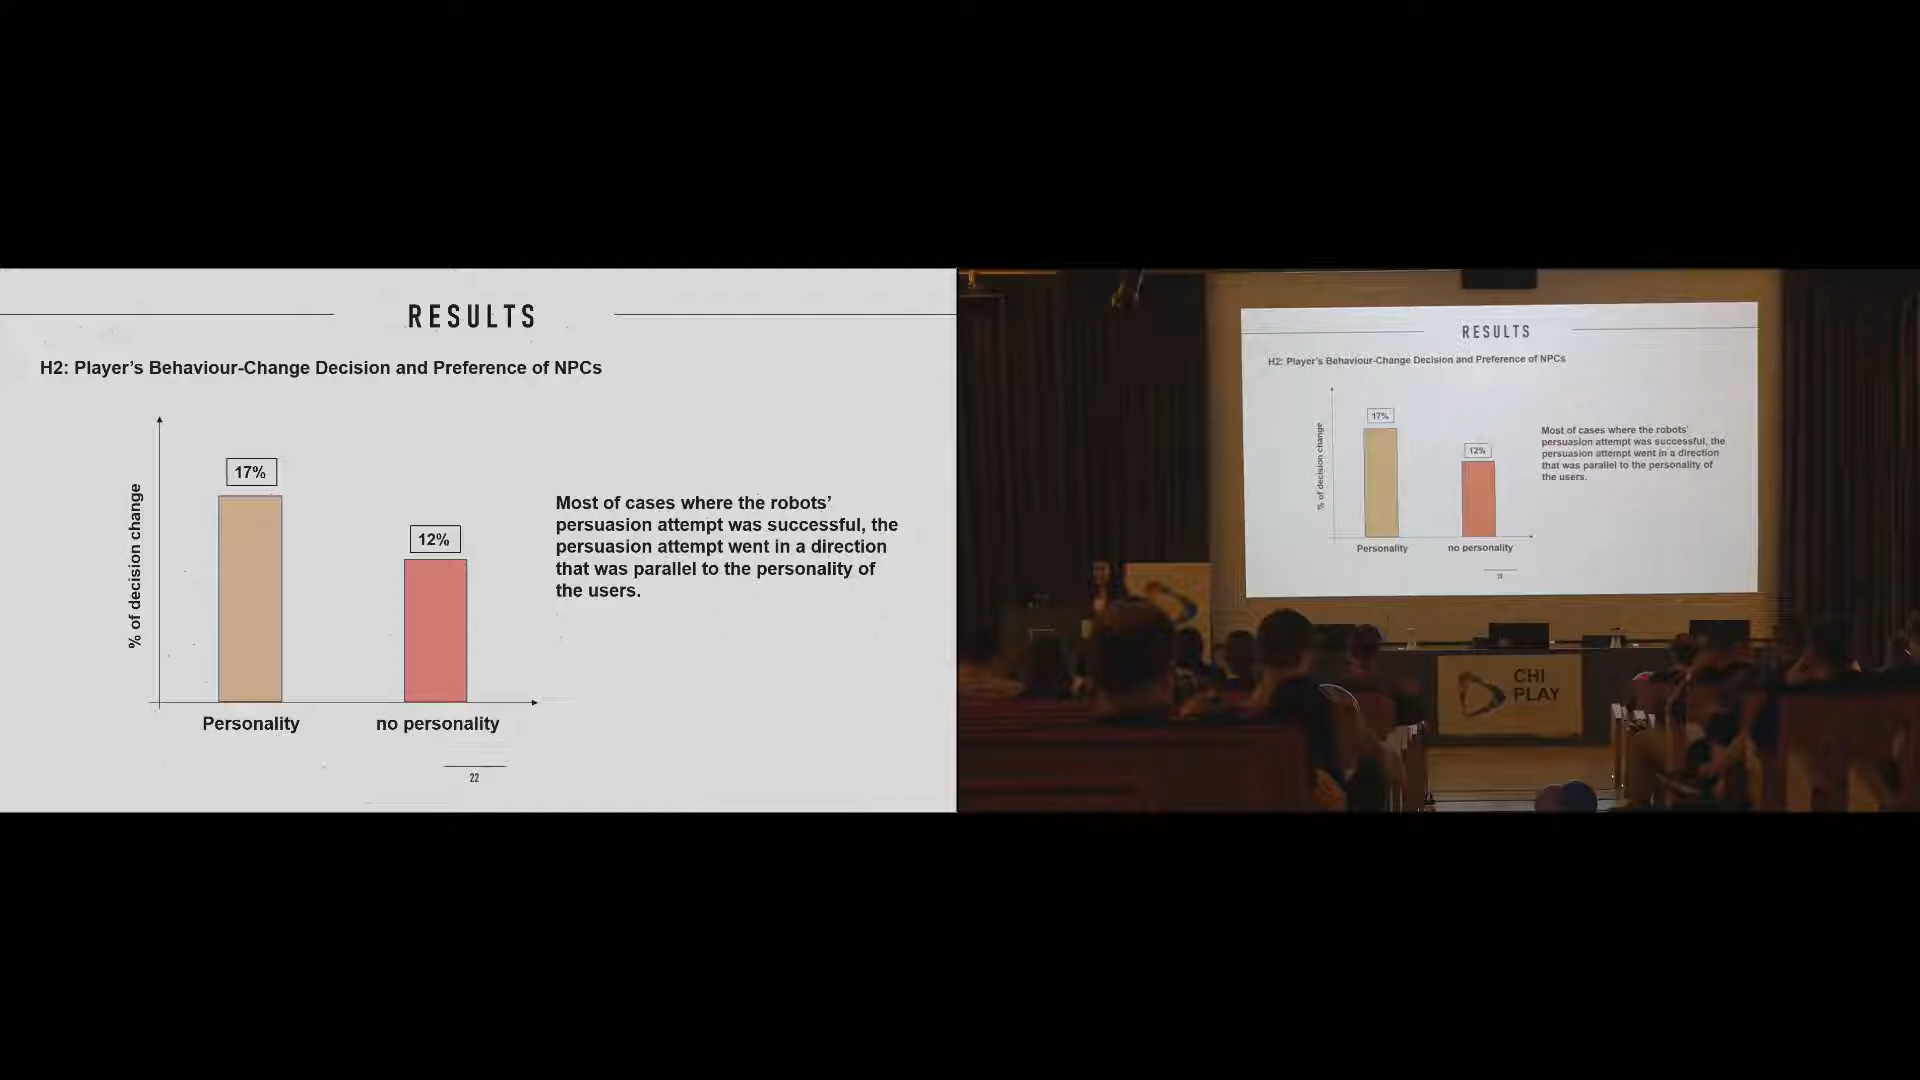 RESULTS
H2: Player's Behaviour-Change Decision and Preference of NPCs
% of decision change
17%
12%
Personality
no personality
Most of cases where the robots'
persuasion attempt was successful, the
persuasion attempt went in a direction
that was parallel to the personality of
the users.
22
RESULTS
H2: Player's Behaviour-Change Decision and Preference of NPCs
% of decision change
17%
12%
Personality
no personality
Most of cases where the robots'
persuasion attempt was successful, the
persuasion attempt went in a direction
that was parallel to the personality of
the users.
22
CHI
PLAY